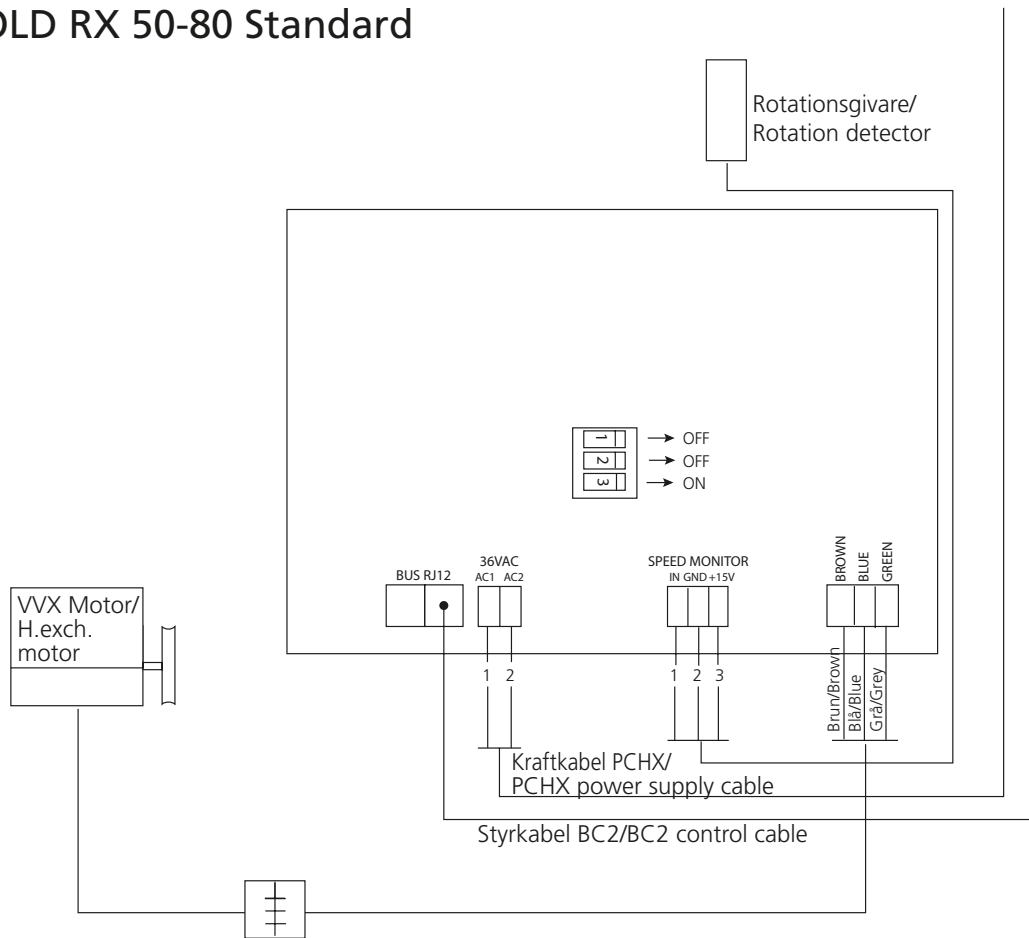 OLD RX 50-80 Standard
Rotationsgivare/
Rotation detector
1 OFF
2 OFF
3 ON
BUS RJ12
36VAC
AC1 AC2
SPEED MONITOR
IN GND +15V
BROWN
BLUE
GREEN
VVX Motor/
H.exch.
motor
1 2
1 2 3
Brun/Brown
Blå/Blue
Grå/Grey
Kraftkabel PCHX/
PCHX power supply cable
Styrkabel BC2/BC2 control cable